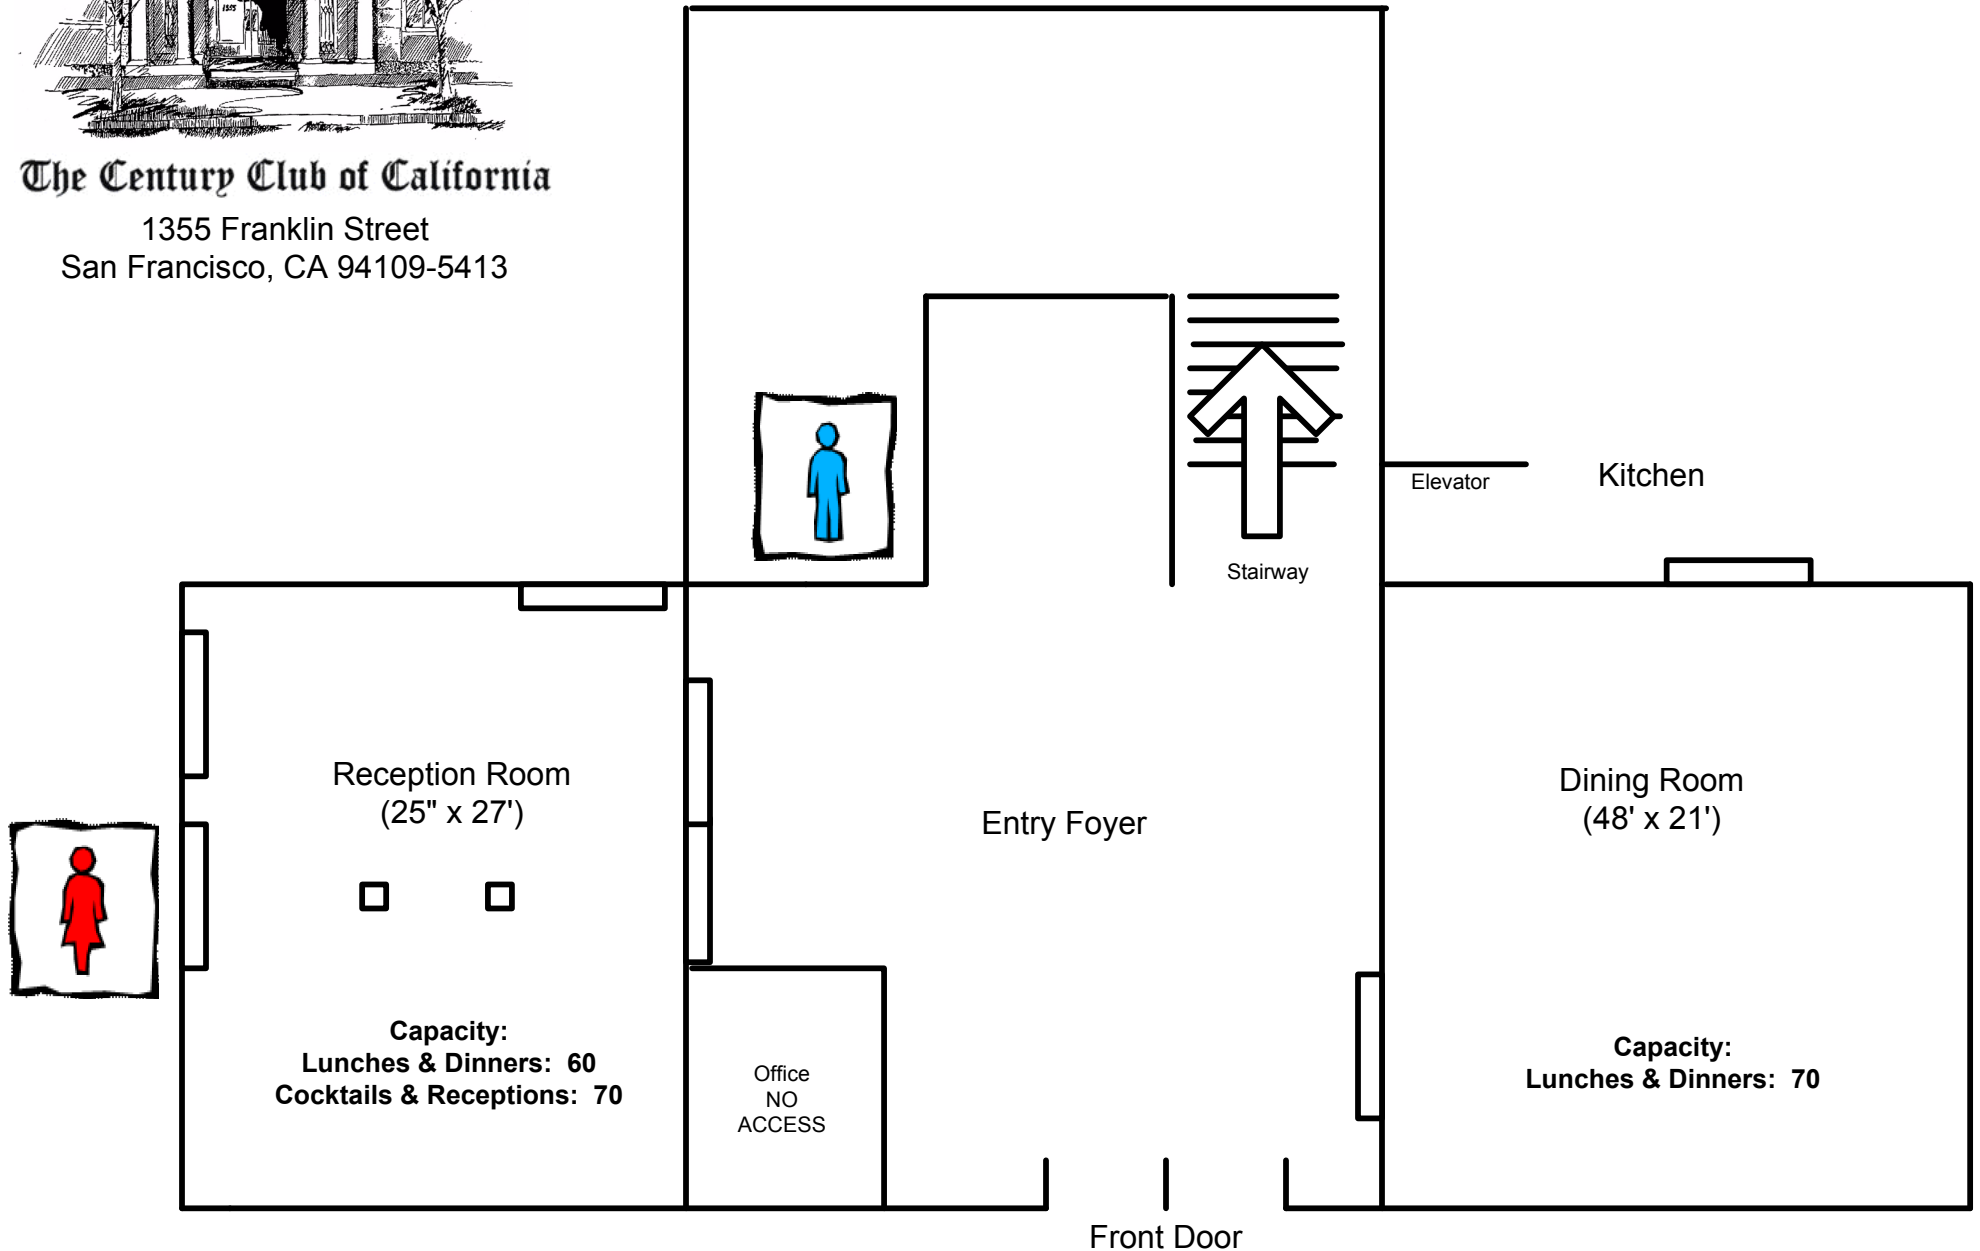 1355
The Century Club of California
1355 Franklin Street
San Francisco, CA 94109-5413
Elevator
Kitchen
Stairway
Reception Room
(25" x 27')
Entry Foyer
Dining Room
(48' x 21')
Capacity:
Lunches & Dinners:  60
Cocktails & Receptions:  70
Office
NO
ACCESS
Capacity:
Lunches & Dinners:  70
Front Door